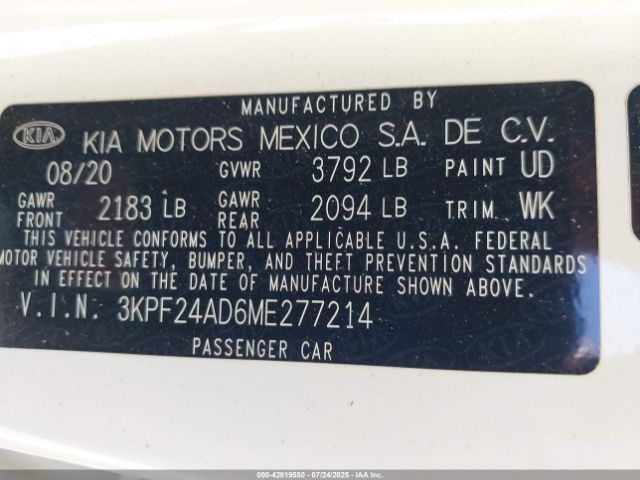 MANUFACTURED BY
KIA KIA MOTORS MEXICO S.A. DE C.V.
08/20 GVWR 3792 LB PAINT UD
GAWR FRONT 2183 LB GAWR REAR 2094 LB TRIM WK
THIS VEHICLE CONFORMS TO ALL APPLICABLE U.S.A. FEDERAL
MOTOR VEHICLE SAFETY, BUMPER, AND THEFT PREVENTION STANDARDS
IN EFFECT ON THE DATE OF MANUFACTURE SHOWN ABOVE.
V.I.N. 3KPF24AD6ME277214
PASSENGER CAR
000-42819550 | 07/24/2025 - IAAI.COM